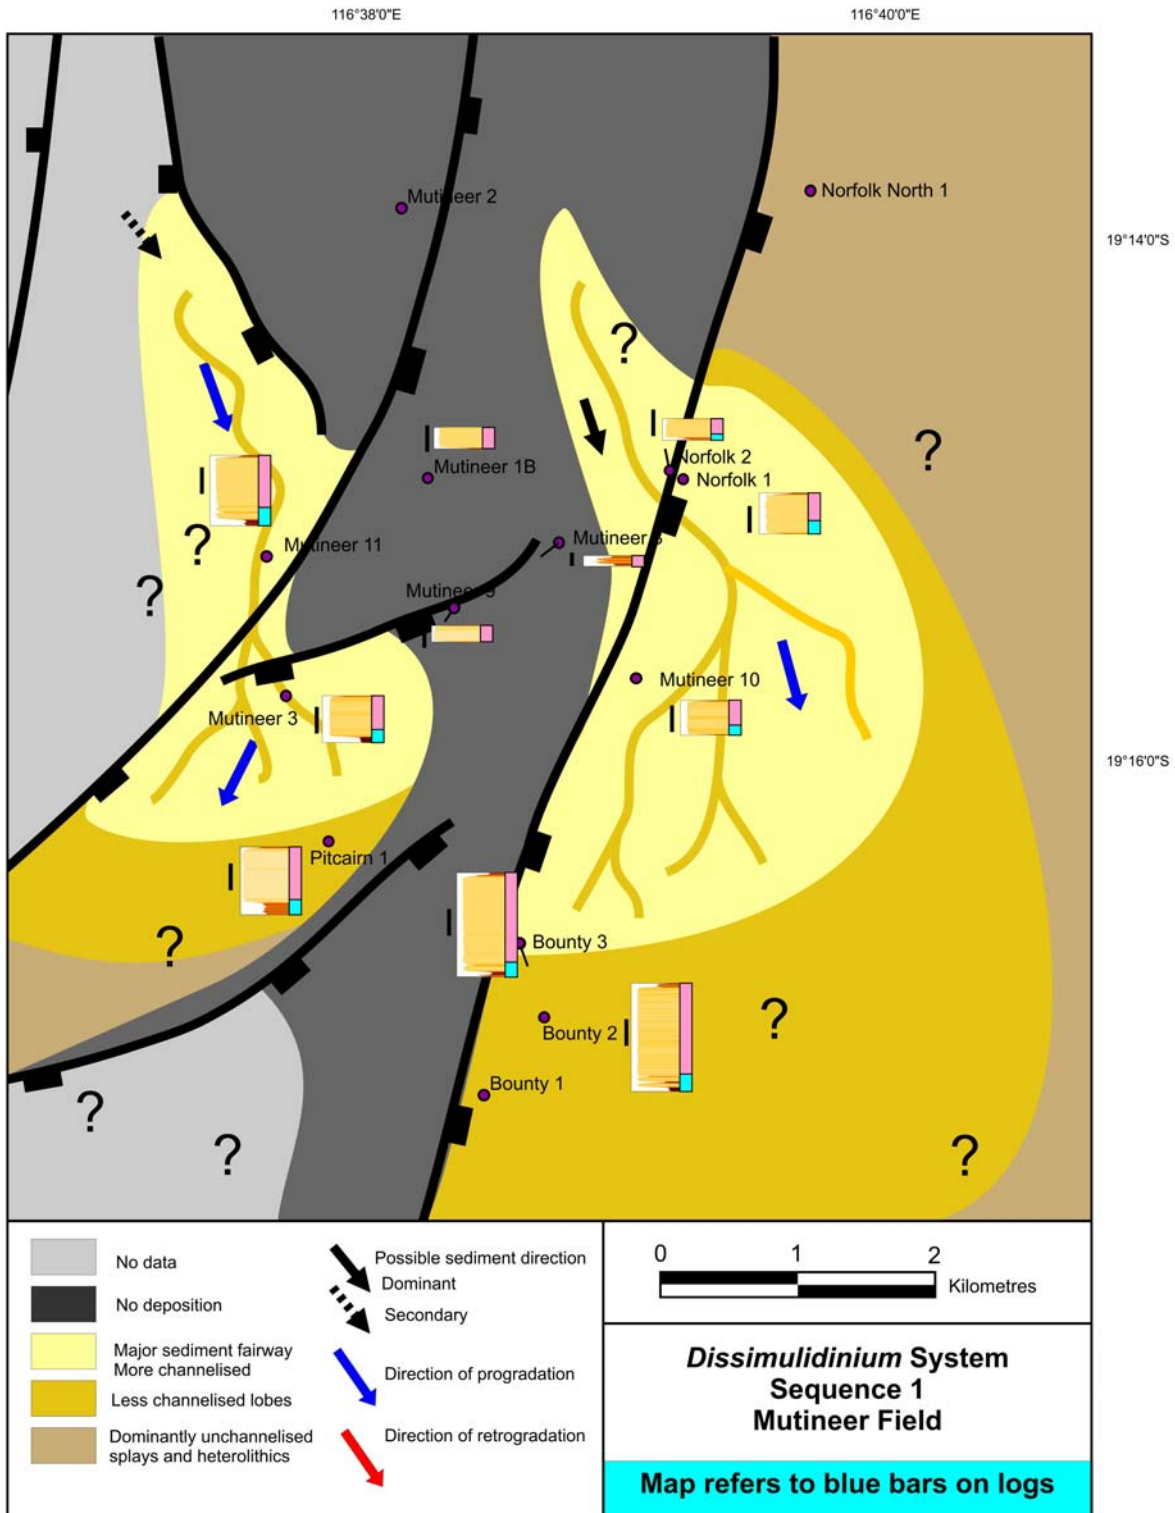 116°38'0"E
116°40'0"E
Mutineer 2
Norfolk North 1
19°14'0"S
?
Mutineer 1B
Norfolk 2
Norfolk 1
?
?
Mutineer 11
Mutineer 8
?
Mutineer 9
Mutineer 10
Mutineer 3
19°16'0"S
Pitcairn 1
?
Bounty 3
Bounty 2
?
Bounty 1
?
?
?
No data
No deposition
Major sediment fairway
More channelised
Less channelised lobes
Dominantly unchannelised
splays and heterolithics
Possible sediment direction
Dominant
Secondary
Direction of progradation
Direction of retrogradation
0 1 2
Kilometres
Dissimulidinium System
Sequence 1
Mutineer Field
Map refers to blue bars on logs